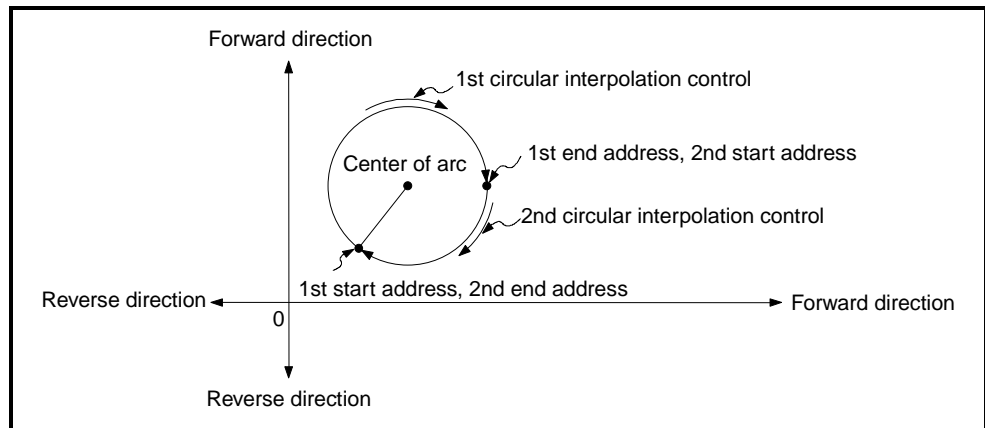 Forward direction
1st circular interpolation control
Center of arc
1st end address, 2nd start address
2nd circular interpolation control
1st start address, 2nd end address
Reverse direction
Forward direction
0
Reverse direction